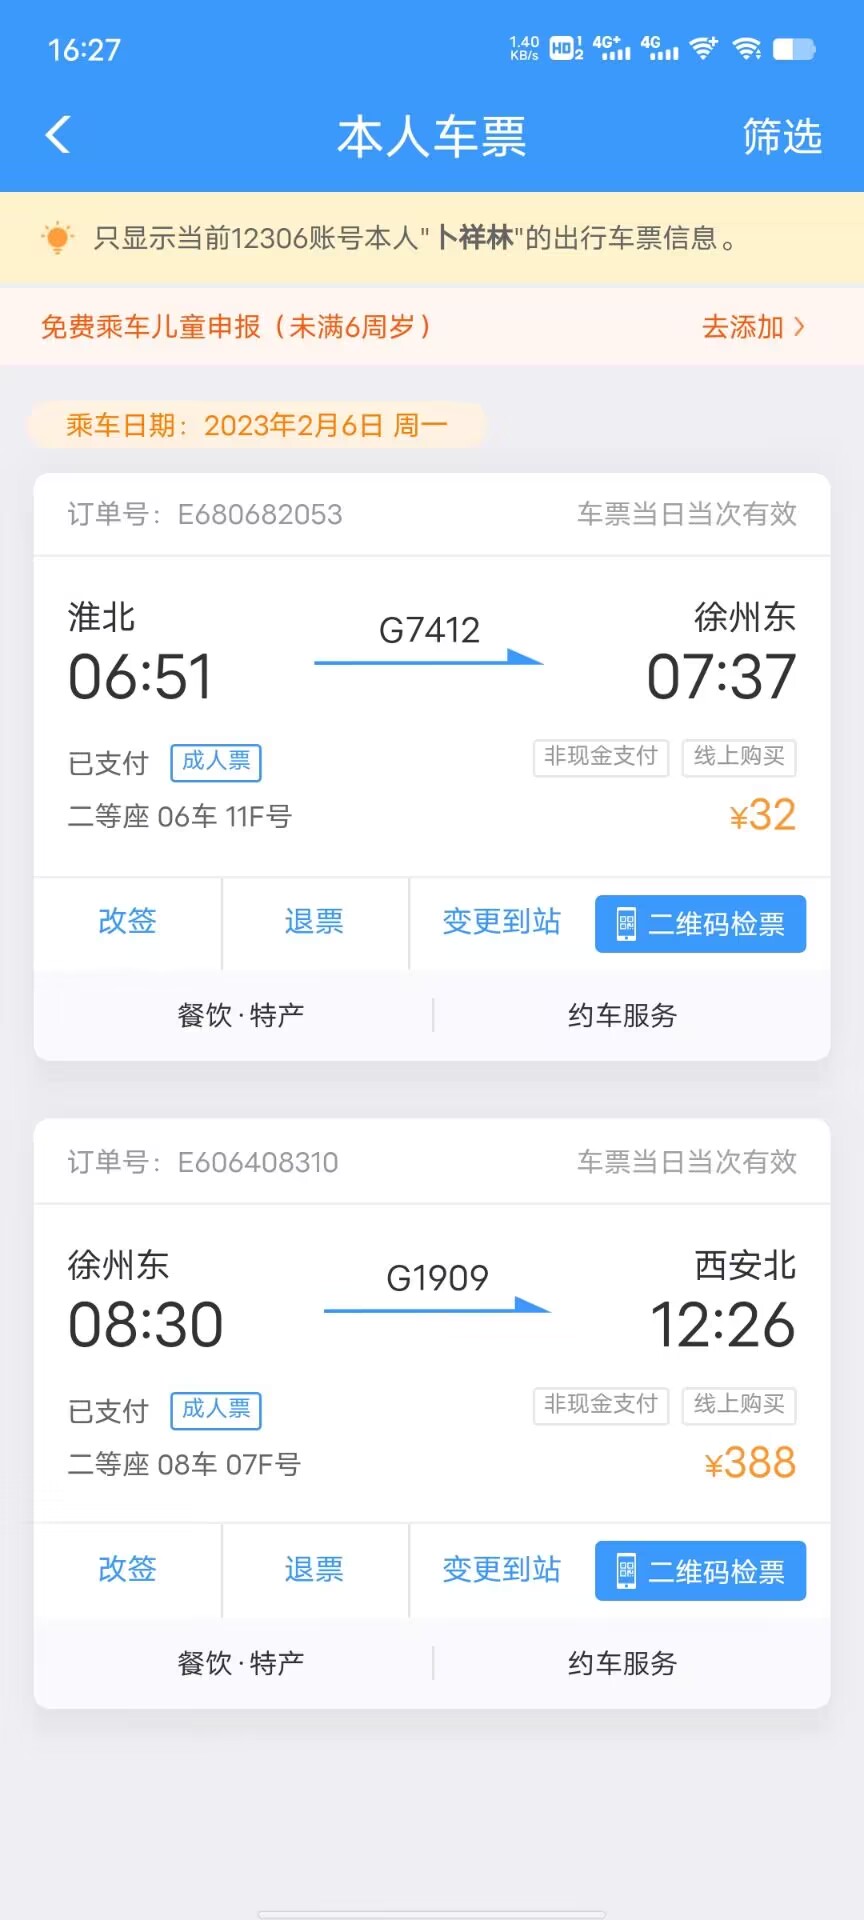 16:27 1.40 KB/s HD 1 2 4G+ 4G
本人车票 筛选
只显示当前12306账号本人"卜祥林"的出行车票信息。
免费乘车儿童申报（未满6周岁） 去添加
乘车日期：2023年2月6日 周一
订单号：E680682053 车票当日当次有效
淮北 G7412 徐州东
06:51 07:37
已支付 成人票 非现金支付 线上购买
二等座 06车 11F号 ¥32
改签 退票 变更到站 二维码检票
餐饮·特产 约车服务
订单号：E606408310 车票当日当次有效
徐州东 G1909 西安北
08:30 12:26
已支付 成人票 非现金支付 线上购买
二等座 08车 07F号 ¥388
改签 退票 变更到站 二维码检票
餐饮·特产 约车服务